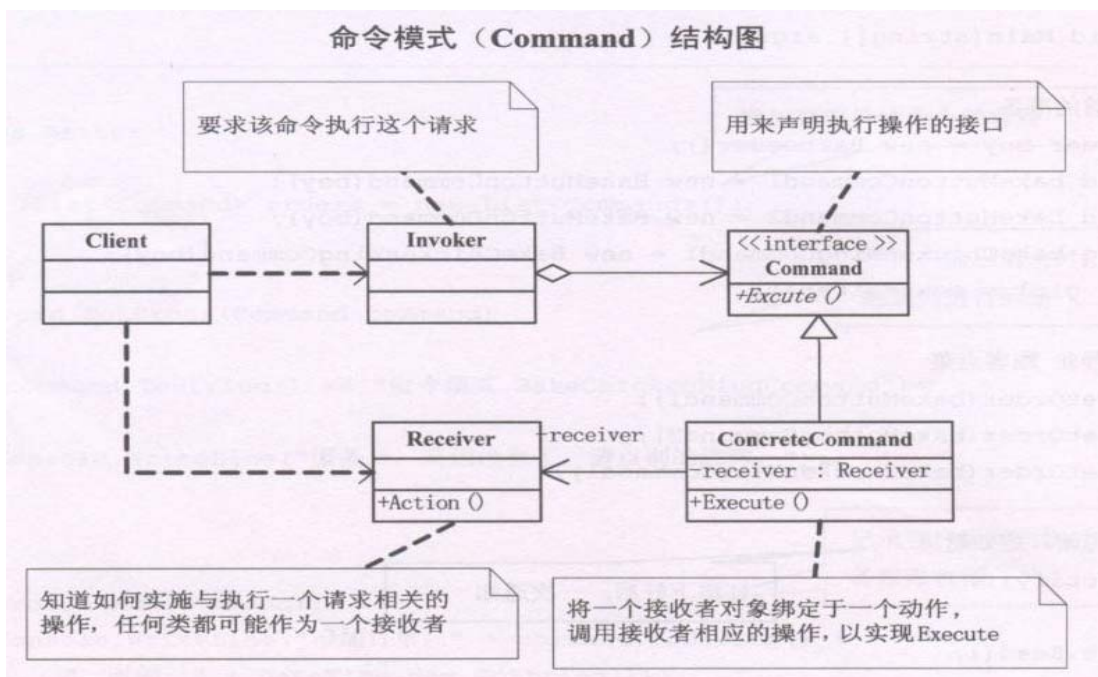 命令模式（Command）结构图
要求该命令执行这个请求
用来声明执行操作的接口
Client
Invoker
<<interface >>
Command
+Excute ()
Receiver
+Action ()
-receiver
ConcreteCommand
-receiver : Receiver
+Execute ()
知道如何实施与执行一个请求相关的
操作，任何类都可能作为一个接收者
将一个接收者对象绑定于一个动作，
调用接收者相应的操作，以实现Execute